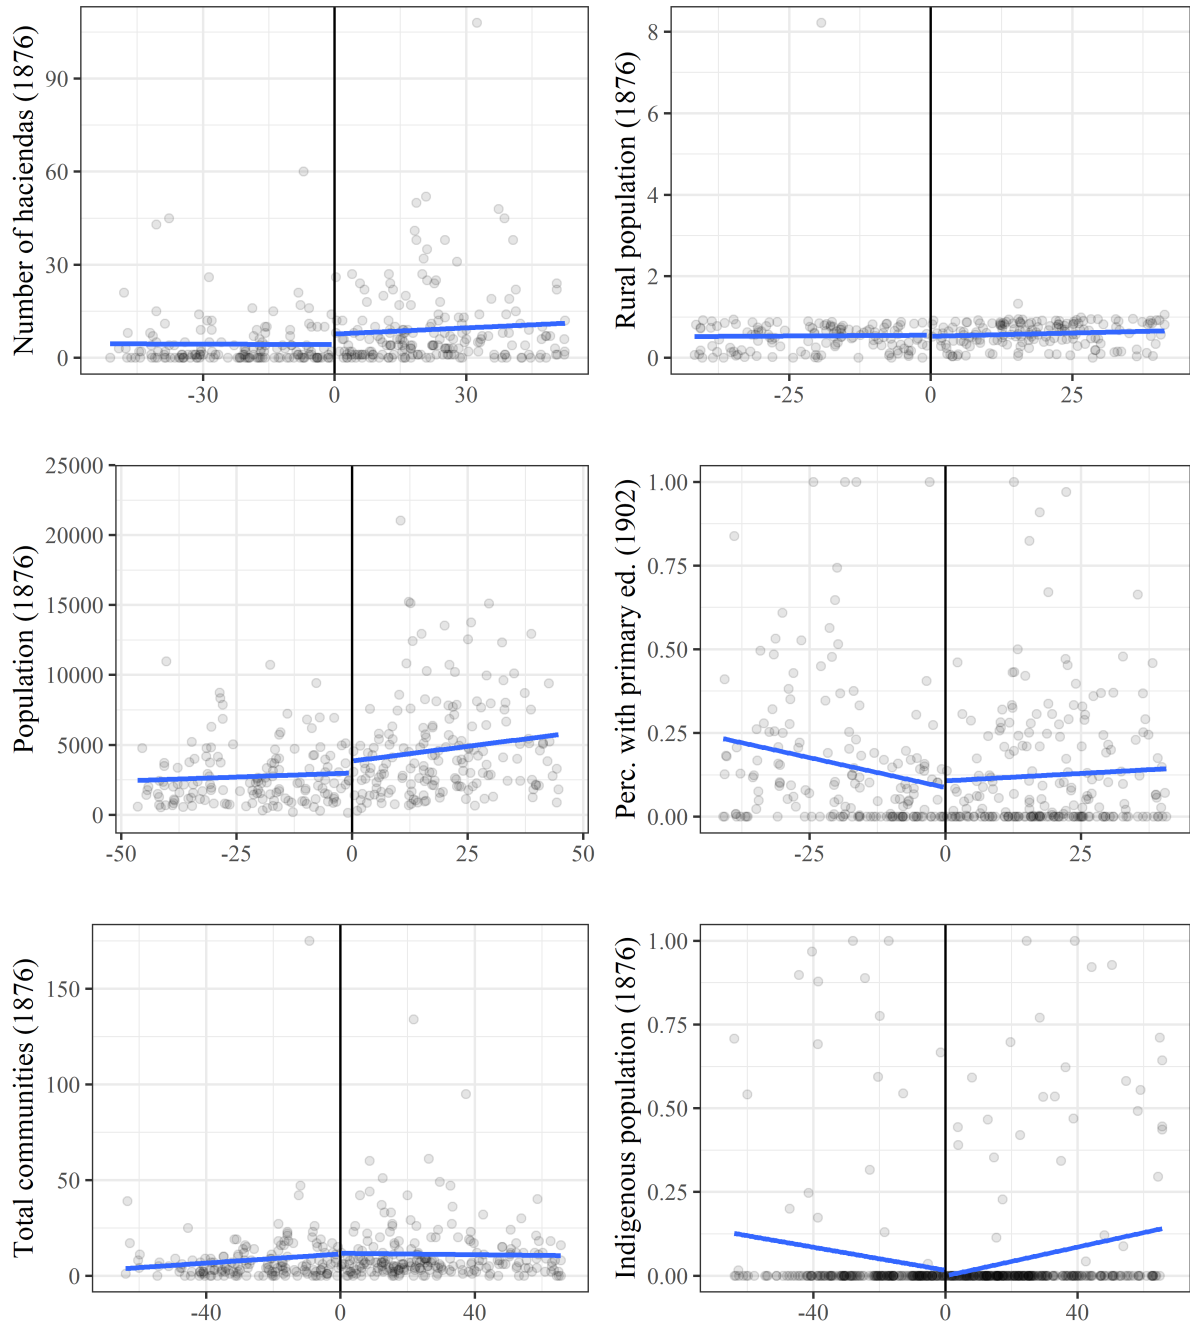 Number of haciendas (1876)
90
60
30
0
-30 0 30
Rural population (1876)
8
6
4
2
0
-25 0 25
Population (1876)
25000
20000
15000
10000
5000
0
-50 -25 0 25 50
Perc. with primary ed. (1902)
1.00
0.75
0.50
0.25
0.00
-25 0 25
Total communities (1876)
150
100
50
0
-40 0 40
Indigenous population (1876)
1.00
0.75
0.50
0.25
0.00
-40 0 40